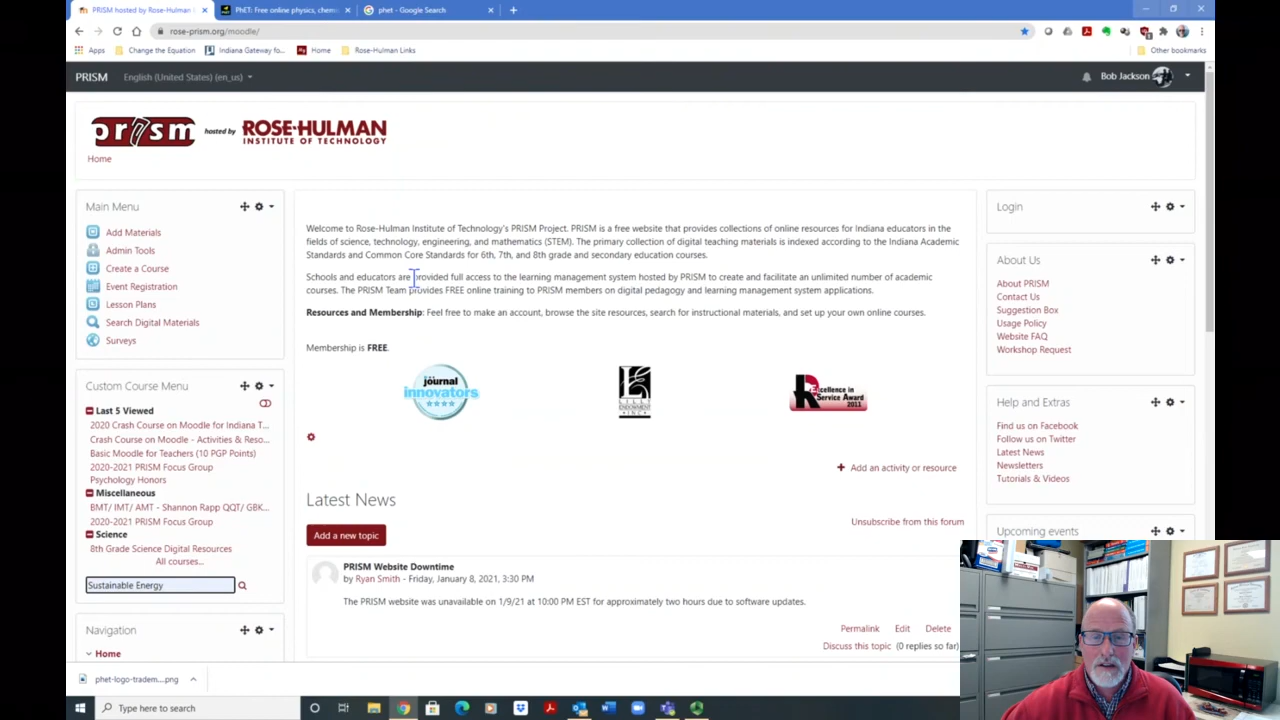 PRISM hosted by Rose-Hulman I
PhET: Free online physics, chem
phet - Google Search
rose-prism.org/moodle/
Apps
Change the Equation
Indiana Gateway fo...
Home
Rose-Hulman Links
Other bookmarks
PRISM
English (United States) (en_us)
Bob Jackson
prism
hosted by
ROSE-HULMAN
INSTITUTE OF TECHNOLOGY
Home
Main Menu
Add Materials
Admin Tools
Create a Course
Event Registration
Lesson Plans
Search Digital Materials
Surveys
Custom Course Menu
Last 5 Viewed
2020 Crash Course on Moodle for Indiana T...
Crash Course on Moodle - Activities & Reso...
Basic Moodle for Teachers (10 PGP Points)
2020-2021 PRISM Focus Group
Psychology Honors
Miscellaneous
BMT/ IMT/ AMT - Shannon Rapp QQT/ GBK...
2020-2021 PRISM Focus Group
Science
8th Grade Science Digital Resources
All courses...
Sustainable Energy
Navigation
Home
Welcome to Rose-Hulman Institute of Technology's PRISM Project. PRISM is a free website that provides collections of online resources for Indiana educators in the
fields of science, technology, engineering, and mathematics (STEM). The primary collection of digital teaching materials is indexed according to the Indiana Academic
Standards and Common Core Standards for 6th, 7th, and 8th grade and secondary education courses.
Schools and educators are provided full access to the learning management system hosted by PRISM to create and facilitate an unlimited number of academic
courses. The PRISM Team provides FREE online training to PRISM members on digital pedagogy and learning management system applications.
Resources and Membership: Feel free to make an account, browse the site resources, search for instructional materials, and set up your own online courses.
Membership is FREE.
the journal
innovators
LILLY
ENDOWMENT
INC.
Excellence in
Service Award
2011
Add an activity or resource
Latest News
Unsubscribe from this forum
Add a new topic
PRISM Website Downtime
by Ryan Smith - Friday, January 8, 2021, 3:30 PM
The PRISM website was unavailable on 1/9/21 at 10:00 PM EST for approximately two hours due to software updates.
Permalink
Edit
Delete
Discuss this topic (0 replies so far)
Login
About Us
About PRISM
Contact Us
Suggestion Box
Usage Policy
Website FAQ
Workshop Request
Help and Extras
Find us on Facebook
Follow us on Twitter
Latest News
Newsletters
Tutorials & Videos
Upcoming events
phet-logo-tradem....png
Type here to search